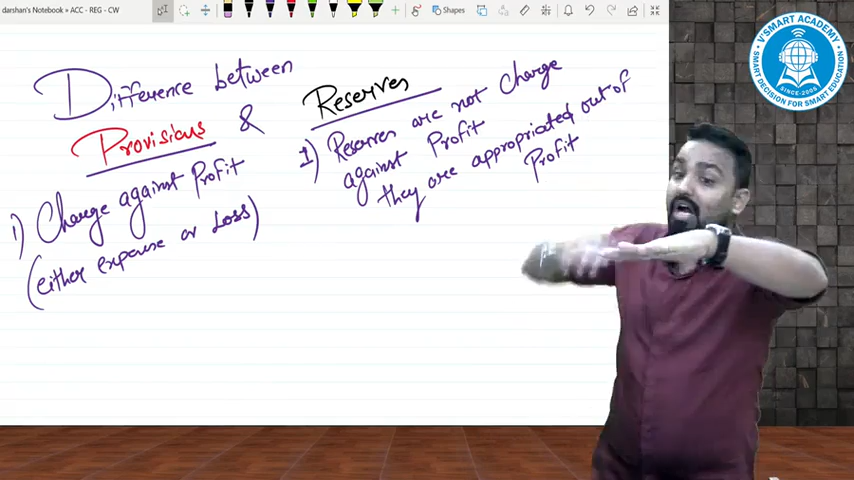 darshan's Notebook » ACC - REG - CW
Shapes
V'SMART ACADEMY
SINCE-2005
SMART DECISION FOR SMART EDUCATION
Difference between
Provisions &
Reserves
1) Charge against Profit
(either expense or Loss)
1) Reserves are not charge
against Profit
they are appropriated out of
Profit